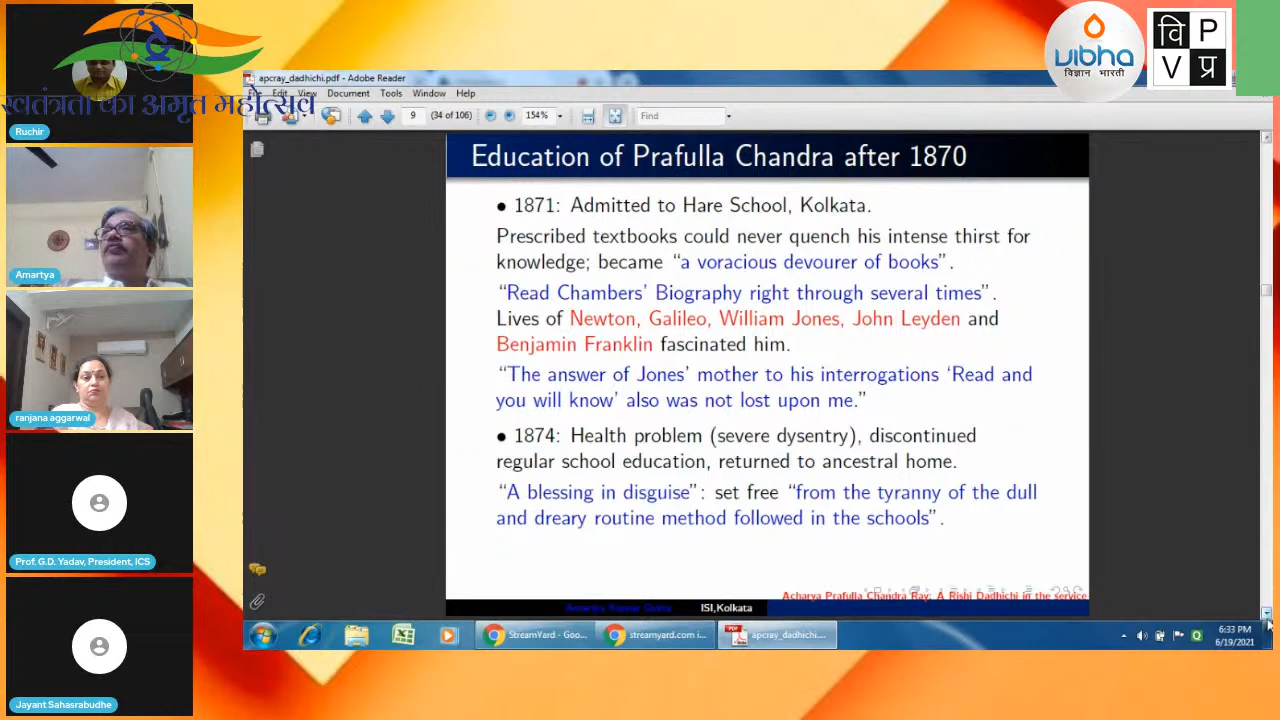 स्वतंत्रता का अमृत महोत्सव
Ruchir
Amartya
ranjana aggarwal
Prof. G.D. Yadav, President, ICS
Jayant Sahasrabudhe
vıbha
विज्ञान भारती
वि P
V प्र
apcray_dadhichi.pdf - Adobe Reader
Edit View Document Tools Window Help
9 (34 of 106) 154% Find
Education of Prafulla Chandra after 1870
• 1871: Admitted to Hare School, Kolkata.
Prescribed textbooks could never quench his intense thirst for
knowledge; became “a voracious devourer of books”.
“Read Chambers’ Biography right through several times”.
Lives of Newton, Galileo, William Jones, John Leyden and
Benjamin Franklin fascinated him.
“The answer of Jones’ mother to his interrogations ‘Read and
you will know’ also was not lost upon me.”
• 1874: Health problem (severe dysentry), discontinued
regular school education, returned to ancestral home.
“A blessing in disguise”: set free “from the tyranny of the dull
and dreary routine method followed in the schools”.
Acharya Prafulla Chandra Ray: A Rishi Dadhichi in the service
Amartya Kumar Dutta ISI,Kolkata
StreamYard - Goo... streamyard.com i... apcray_dadhichi....
6:33 PM
6/19/2021